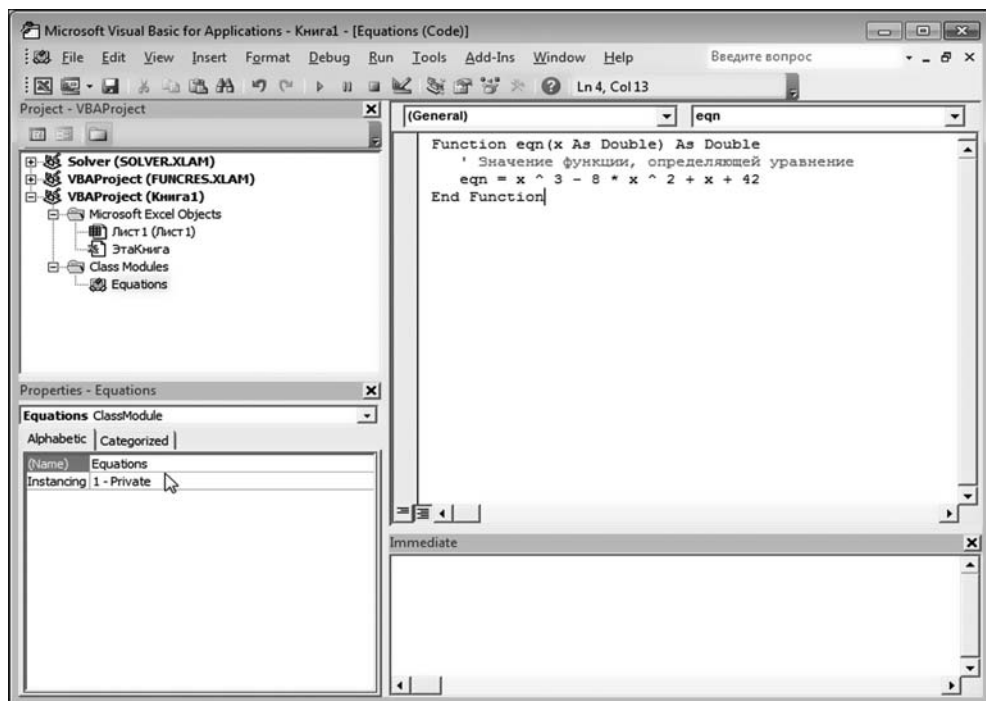 Microsoft Visual Basic for Applications - Книга1 - [Equations (Code)]
File Edit View Insert Format Debug Run Tools Add-Ins Window Help
Введите вопрос
Ln 4, Col 13
Project - VBAProject
Solver (SOLVER.XLAM)
VBAProject (FUNCRES.XLAM)
VBAProject (Книга1)
Microsoft Excel Objects
Лист1 (Лист1)
ЭтаКнига
Class Modules
Equations
Properties - Equations
Equations ClassModule
Alphabetic Categorized
(Name) Equations
Instancing 1 - Private
(General) eqn
Function eqn(x As Double) As Double
' Значение функции, определяющей уравнение
eqn = x ^ 3 - 8 * x ^ 2 + x + 42
End Function
Immediate